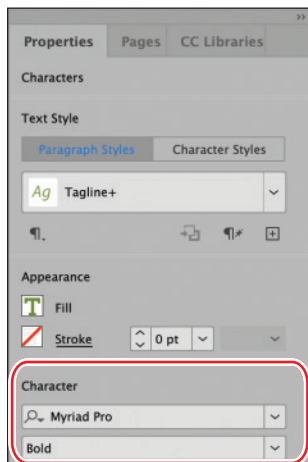 Properties Pages CC Libraries
Characters
Text Style
Paragraph Styles Character Styles
Ag Tagline+
Appearance
T Fill
Stroke 0 pt
Character
Myriad Pro
Bold